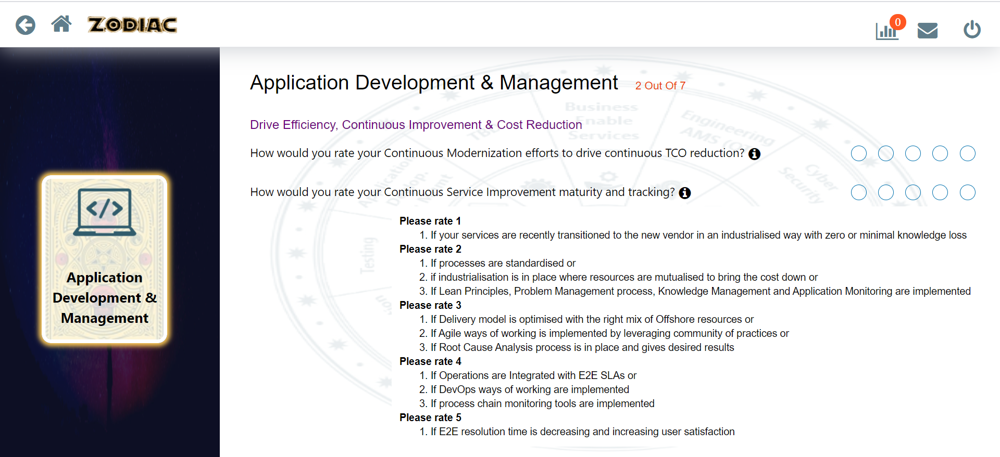 ZODIAC
0
Application Development & Management 2 Out Of 7
Drive Efficiency, Continuous Improvement & Cost Reduction
How would you rate your Continuous Modernization efforts to drive continuous TCO reduction?
How would you rate your Continuous Service Improvement maturity and tracking?
Please rate 1
1. If your services are recently transitioned to the new vendor in an industrialised way with zero or minimal knowledge loss
Please rate 2
1. If processes are standardised or
2. if industrialisation is in place where resources are mutualised to bring the cost down or
3. If Lean Principles, Problem Management process, Knowledge Management and Application Monitoring are implemented
Please rate 3
1. If Delivery model is optimised with the right mix of Offshore resources or
2. If Agile ways of working is implemented by leveraging community of practices or
3. If Root Cause Analysis process is in place and gives desired results
Please rate 4
1. If Operations are Integrated with E2E SLAs or
2. If DevOps ways of working are implemented
3. If process chain monitoring tools are implemented
Please rate 5
1. If E2E resolution time is decreasing and increasing user satisfaction
Application
Development &
Management
</>
Business
Enable
Services
Engineering
AMS
Cyber
Security
Application
Testing